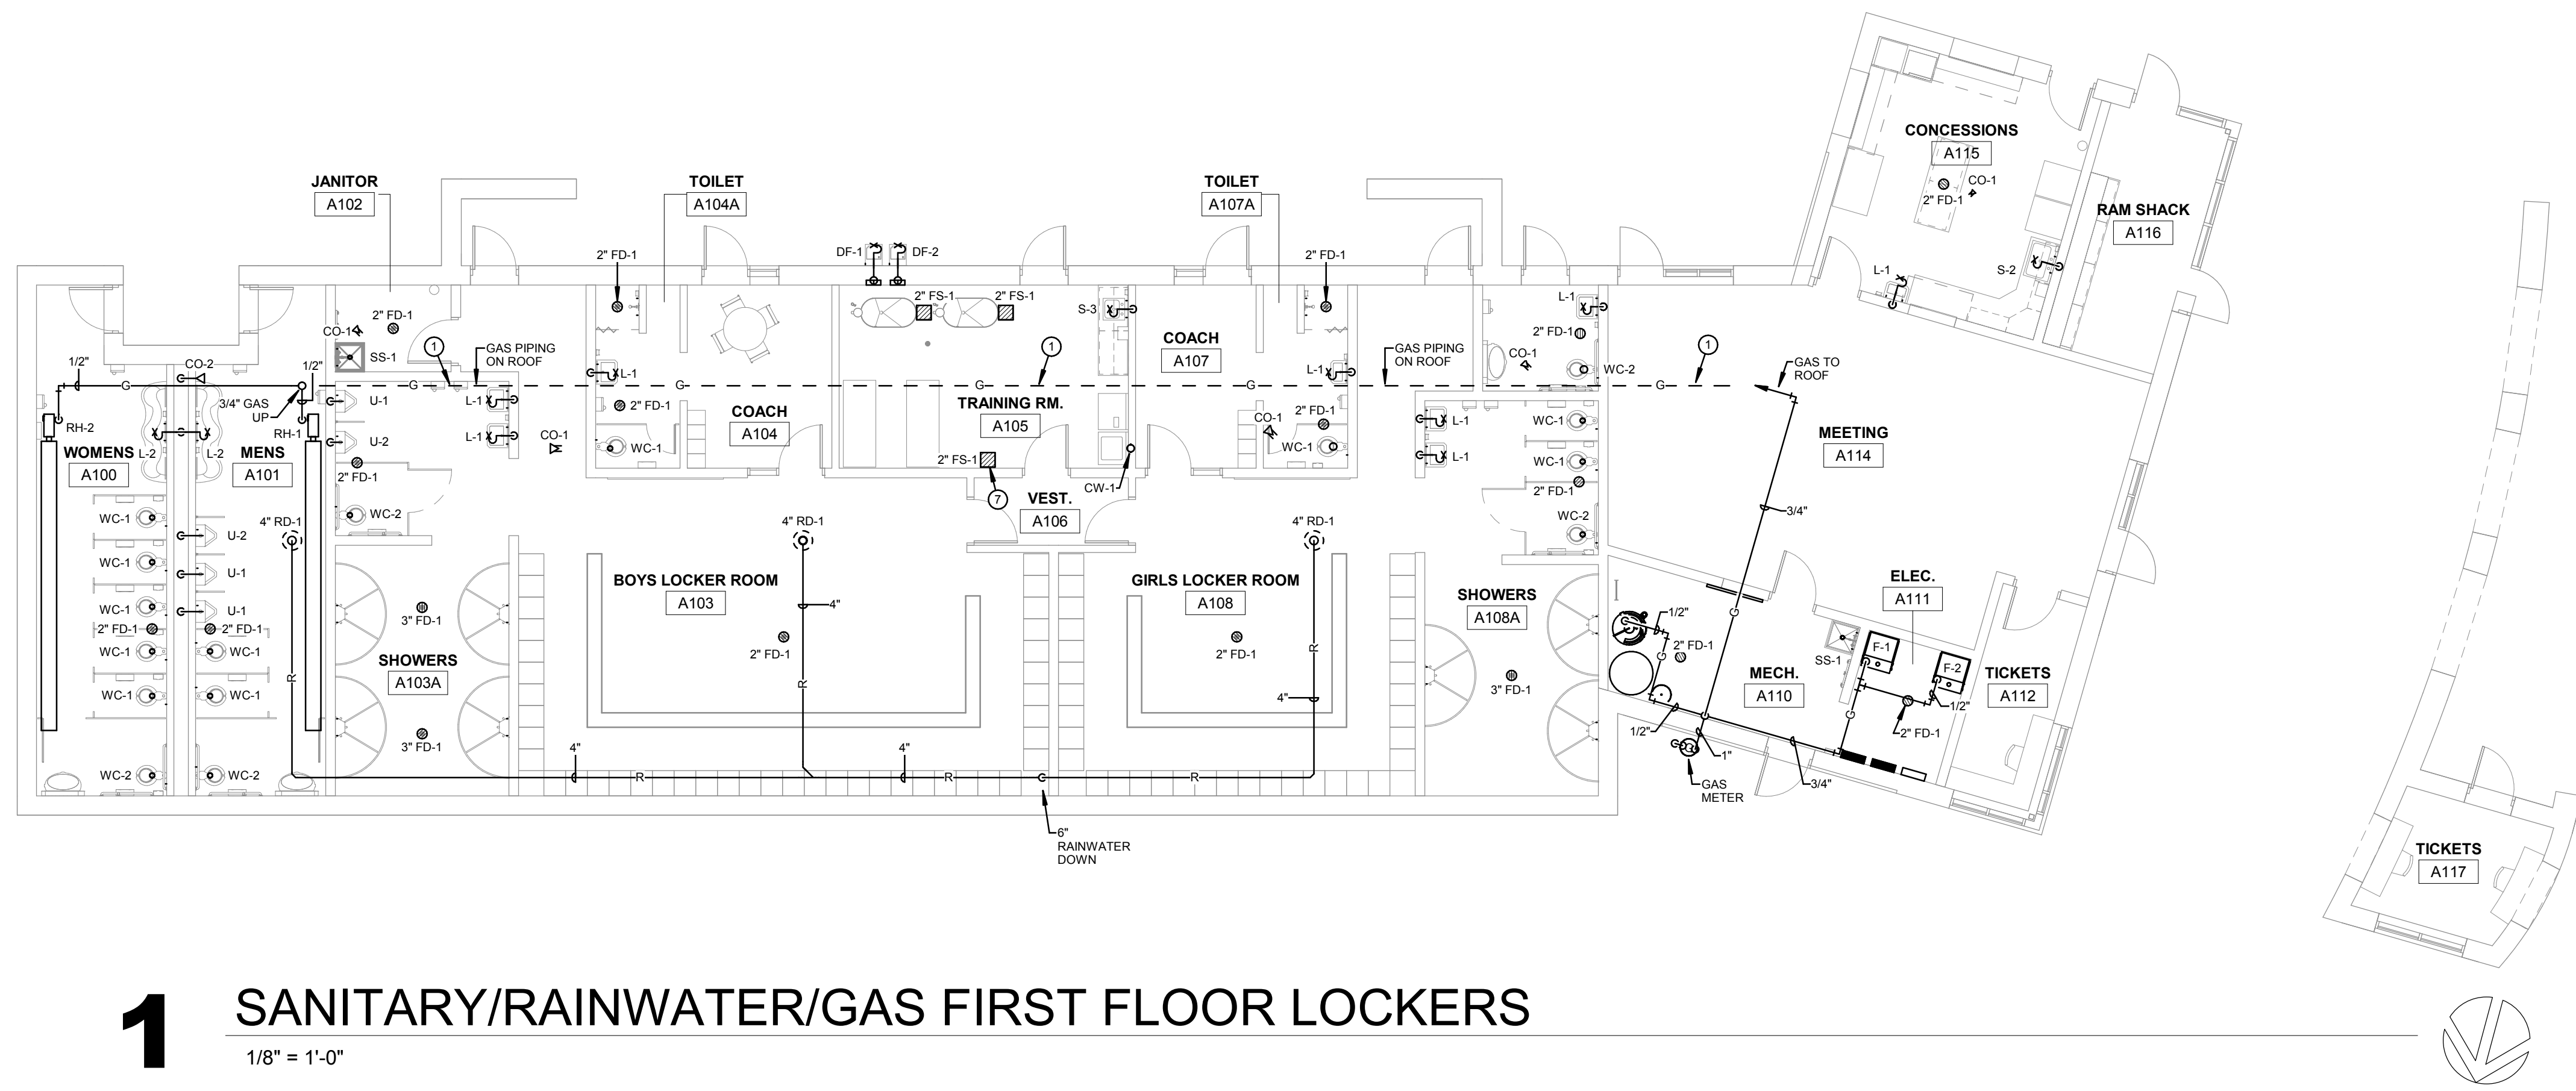 CONCESSIONS
A115
CO-1
2" FD-1
RAM SHACK
A116
L-1
S-2
JANITOR
A102
TOILET
A104A
TOILET
A107A
2" FD-1
DF-1
DF-2
2" FD-1
2" FD-1
CO-1
SS-1
2" FS-1
2" FS-1
S-3
COACH
A107
L-1
2" FD-1
CO-1
WC-2
1
GAS PIPING
ON ROOF
1
GAS PIPING
ON ROOF
1
GAS TO
ROOF
1/2"
G
CO-2
1/2"
3/4" GAS
UP
G
G
G
G
G
RH-2
RH-1
U-1
U-2
L-1
L-1
CO-1
L-1
2" FD-1
WC-1
COACH
A104
TRAINING RM.
A105
2" FS-1
7
CW-1
L-1
2" FD-1
CO-1
WC-1
L-1
L-1
WC-1
WC-1
2" FD-1
WC-2
MEETING
A114
3/4"
WOMENS
A100
L-2
L-2
MENS
A101
2" FD-1
WC-2
VEST.
A106
WC-1
WC-1
WC-1
2" FD-1
WC-1
WC-1
WC-2
U-2
U-1
U-1
2" FD-1
WC-1
WC-1
WC-2
4" RD-1
R
4" RD-1
4"
R
4" RD-1
R
4"
3" FD-1
SHOWERS
A103A
3" FD-1
BOYS LOCKER ROOM
A103
2" FD-1
GIRLS LOCKER ROOM
A108
2" FD-1
SHOWERS
A108A
3" FD-1
ELEC.
A111
1/2"
G
2" FD-1
G
SS-1
F-1
F-2
MECH.
A110
TICKETS
A112
G
1/2"
2" FD-1
1/2"
1"
3/4"
GAS
METER
4"
R
4"
R
R
6"
RAINWATER
DOWN
TICKETS
A117
1
SANITARY/RAINWATER/GAS FIRST FLOOR LOCKERS
1/8" = 1'-0"